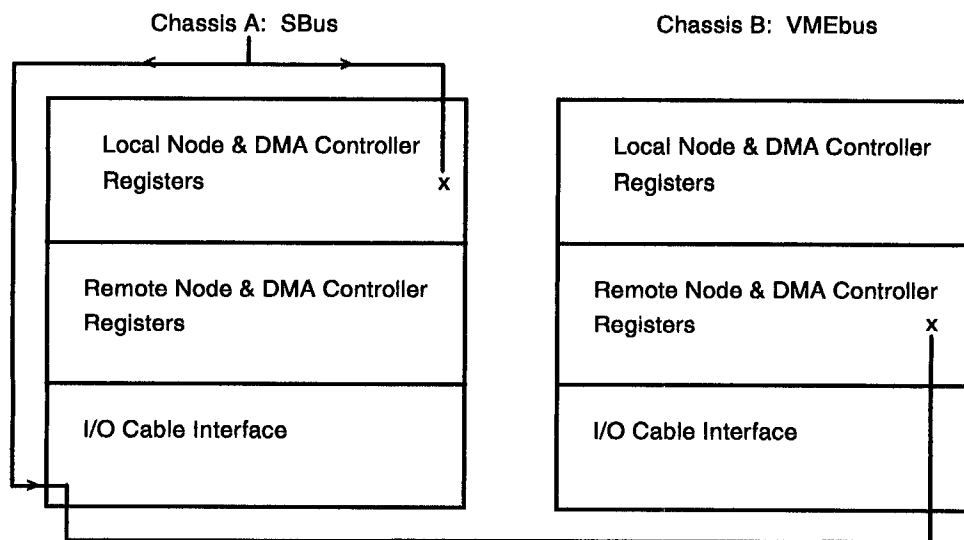 Chassis A: SBus
Chassis B: VMEbus
Local Node & DMA Controller
Registers
x
Remote Node & DMA Controller
Registers
I/O Cable Interface
Local Node & DMA Controller
Registers
Remote Node & DMA Controller
Registers
x
I/O Cable Interface